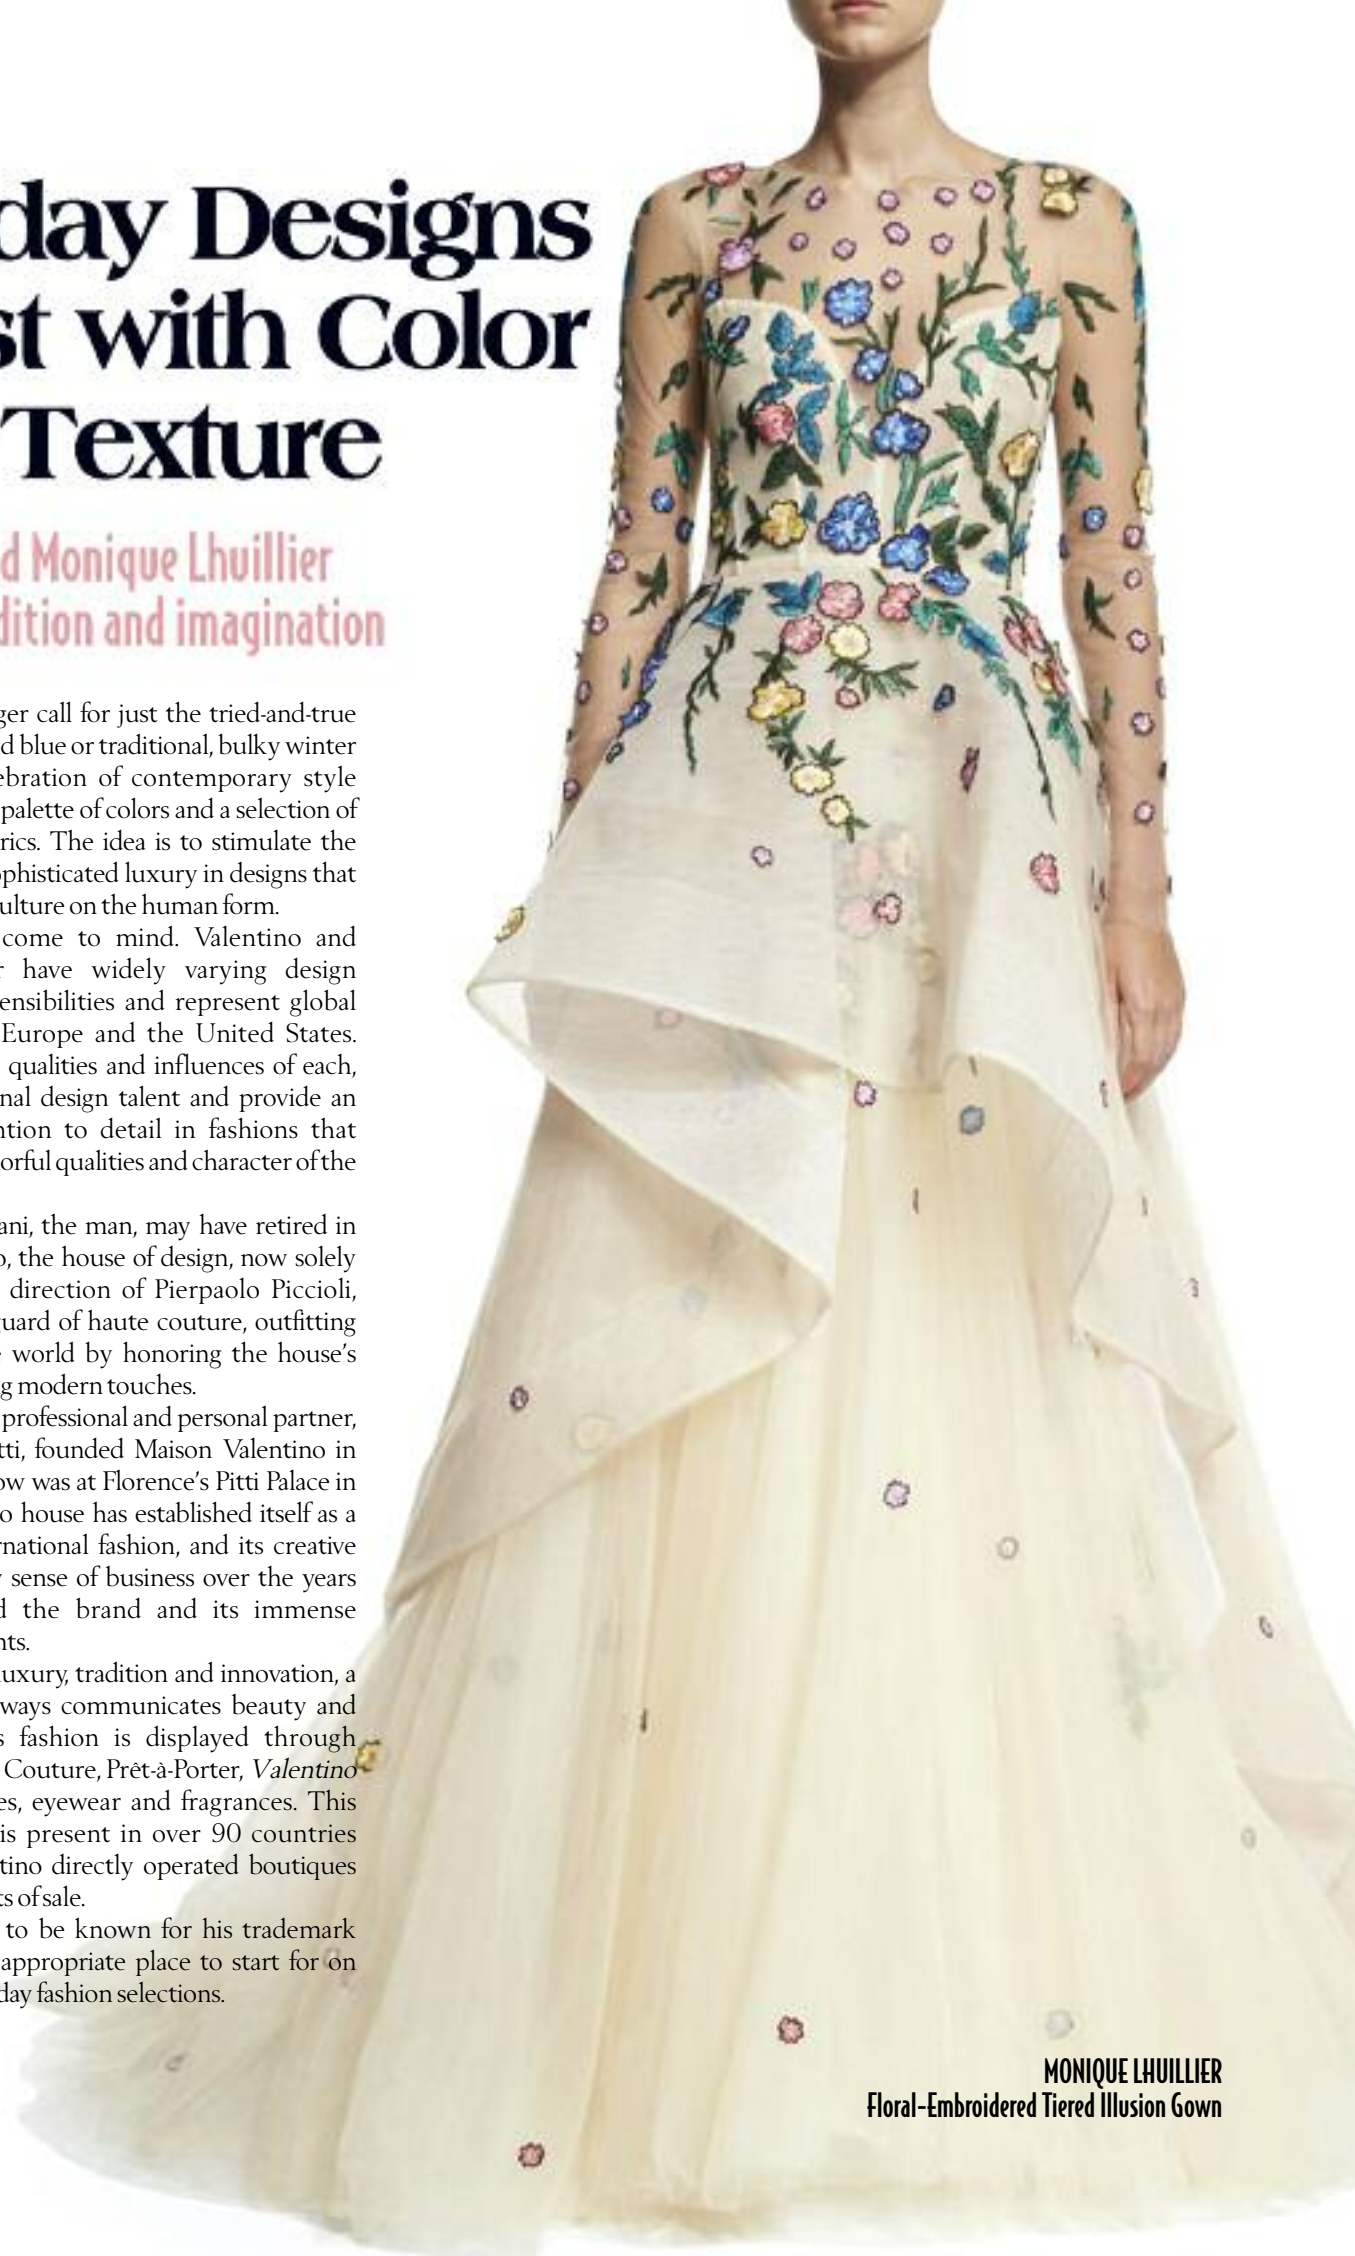 day Designs
st with Color
Texture
d Monique Lhuillier
dition and imagination
ger call for just the tried-and-true
d blue or traditional, bulky winter
ebration of contemporary style
palette of colors and a selection of
rics. The idea is to stimulate the
ophisticated luxury in designs that
ulture on the human form.
come to mind. Valentino and
r have widely varying design
ensibilities and represent global
Europe and the United States.
qualities and influences of each,
nal design talent and provide an
ntion to detail in fashions that
orful qualities and character of the
ani, the man, may have retired in
o, the house of design, now solely
direction of Pierpaolo Piccioli,
guard of haute couture, outfitting
e world by honoring the house's
g modern touches.
professional and personal partner,
tti, founded Maison Valentino in
ow was at Florence's Pitti Palace in
o house has established itself as a
rnational fashion, and its creative
y sense of business over the years
d the brand and its immense
nts.
luxury, tradition and innovation, a
ways communicates beauty and
s fashion is displayed through
Couture, Prêt-à-Porter, Valentino
es, eyewear and fragrances. This
is present in over 90 countries
tino directly operated boutiques
ts of sale.
to be known for his trademark
appropriate place to start for on
day fashion selections.
MONIQUE LHUILLIER
Floral-Embroidered Tiered Illusion Gown